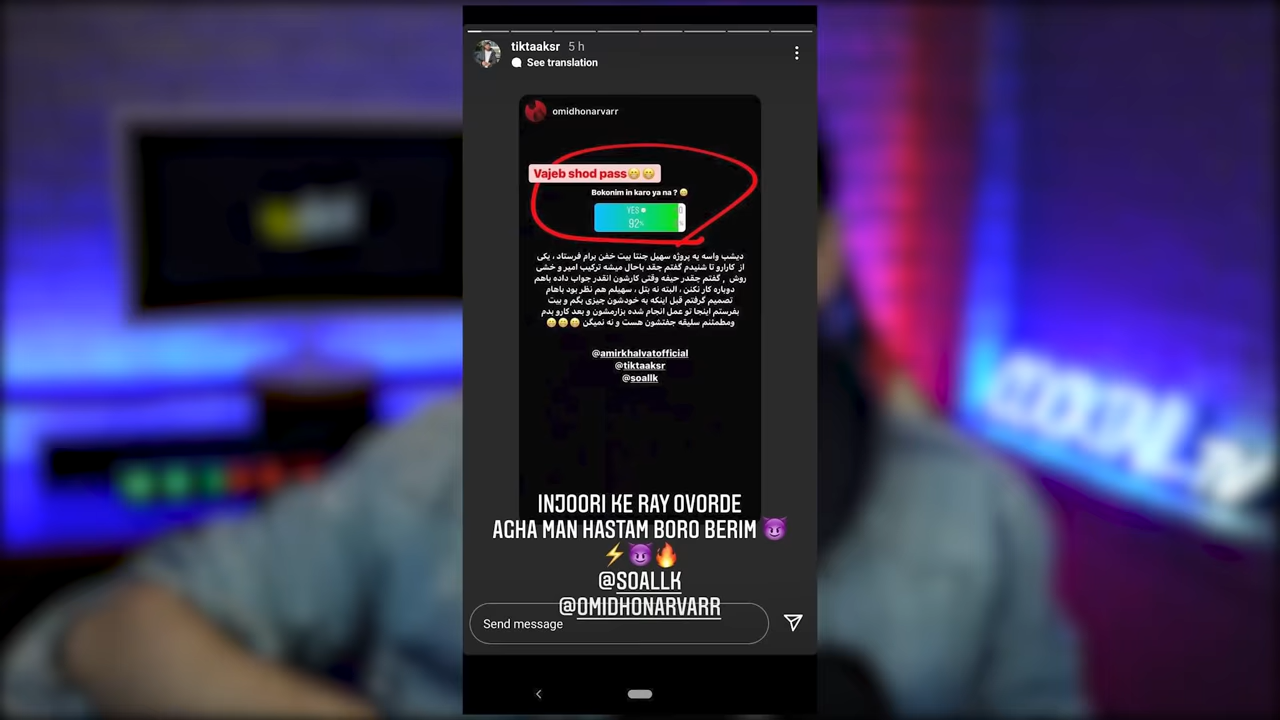 tiktaaksr 5 h
See translation
omidhonarvarr
Vajeb shod pass😁😁
Bokonim in karo ya na ? 😁
YES
92%
دیشب واسه یه پروژه سهیل جنتا بیت خفن برام فرستاد ، یکی
از کارارو تا شنیدم گفتم چقد باحال میشه ترکیب امیر و خشی
روش , گفتم چقدر حیفه وقتی کارشون انقدر جواب داده باهم
دوباره کار نکنن ، البته نه بتل ، سهیلم هم نظر بود باهام
تصمیم گرفتم قبل اینکه به خودشون چیزی بگم و بیت
بفرستم اینجا تو عمل انجام شده بزارمشون و بعد کارو بدم
ومطمئنم سلیقه جفتشون هست و نه نمیگن 😁😁😁
@amirkhalvatofficial
@tiktaaksr
@soallk
INJOORI KE RAY OVORDE
AGHA MAN HASTAM BORO BERIM 😈
⚡😈🔥
@SOALLK
@OMIDHONARVARR
Send message